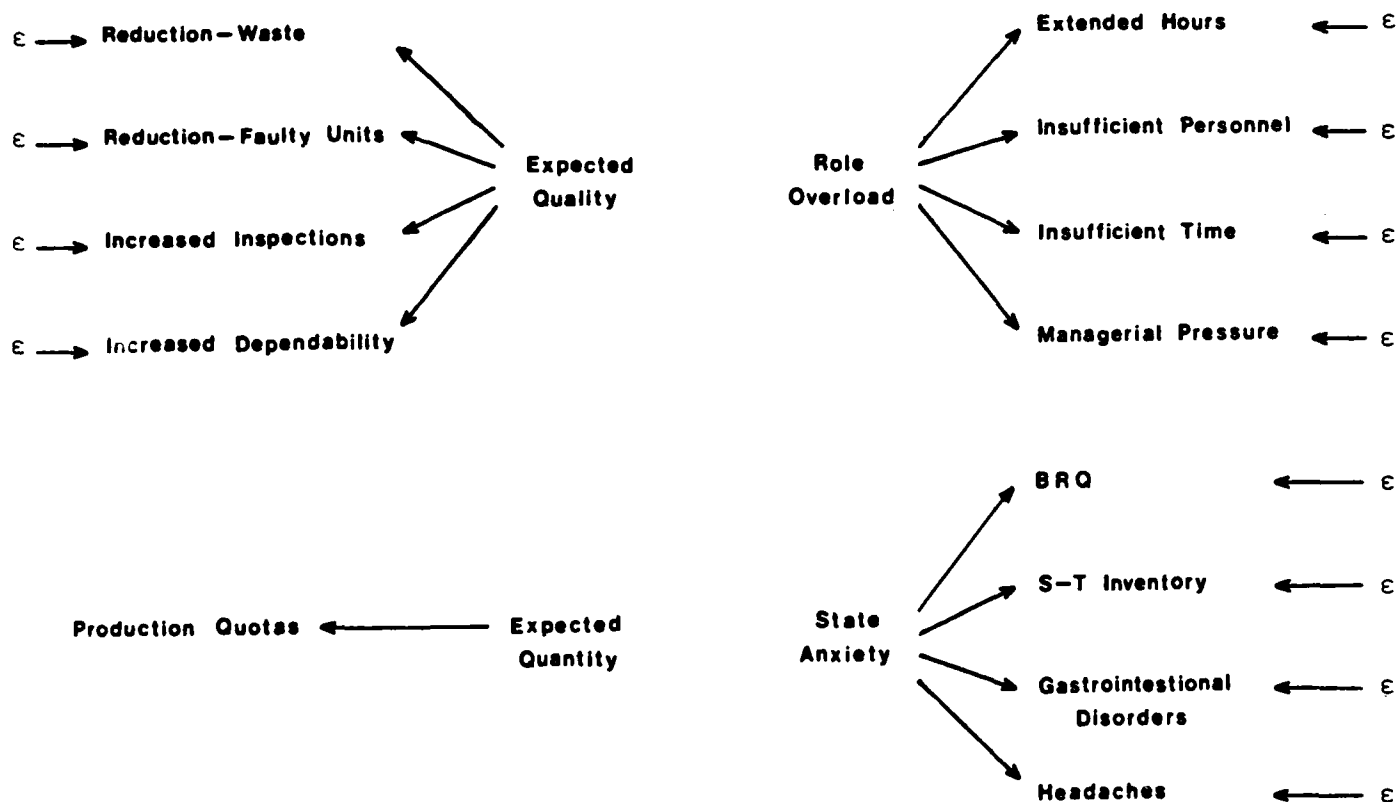 ε Reduction-Waste
ε Reduction-Faulty Units
ε Increased Inspections
ε Increased Dependability
Expected
Quality
Role
Overload
Extended Hours ε
Insufficient Personnel ε
Insufficient Time ε
Managerial Pressure ε
Production Quotas
Expected
Quantity
State
Anxiety
BRQ ε
S-T Inventory ε
Gastrointestional ε
Disorders
Headaches ε